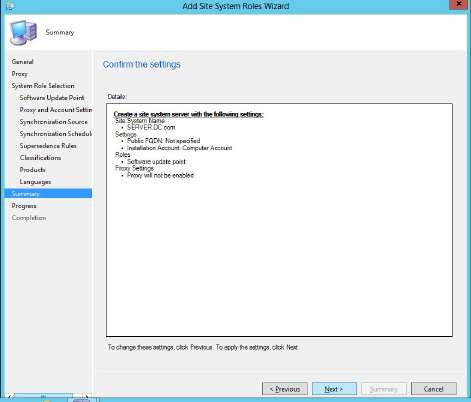 Add Site System Roles Wizard
Summary
General
Proxy
System Role Selection
Software Update Point
Proxy and Account Settin
Synchronization Source
Synchronization Schedul
Supersedence Rules
Classifications
Products
Languages
Summary
Progress
Completion
Confirm the settings
Details:
Create a site system server with the following settings:
Site System Name
• SERVER.DC.com
Settings
• Public FQDN: Not specified
• Installation Account: Computer Account
Roles
• Software update point
Proxy Settings
• Proxy will not be enabled
To change these settings, click Previous. To apply the settings, click Next.
< Previous
Next >
Summary
Cancel